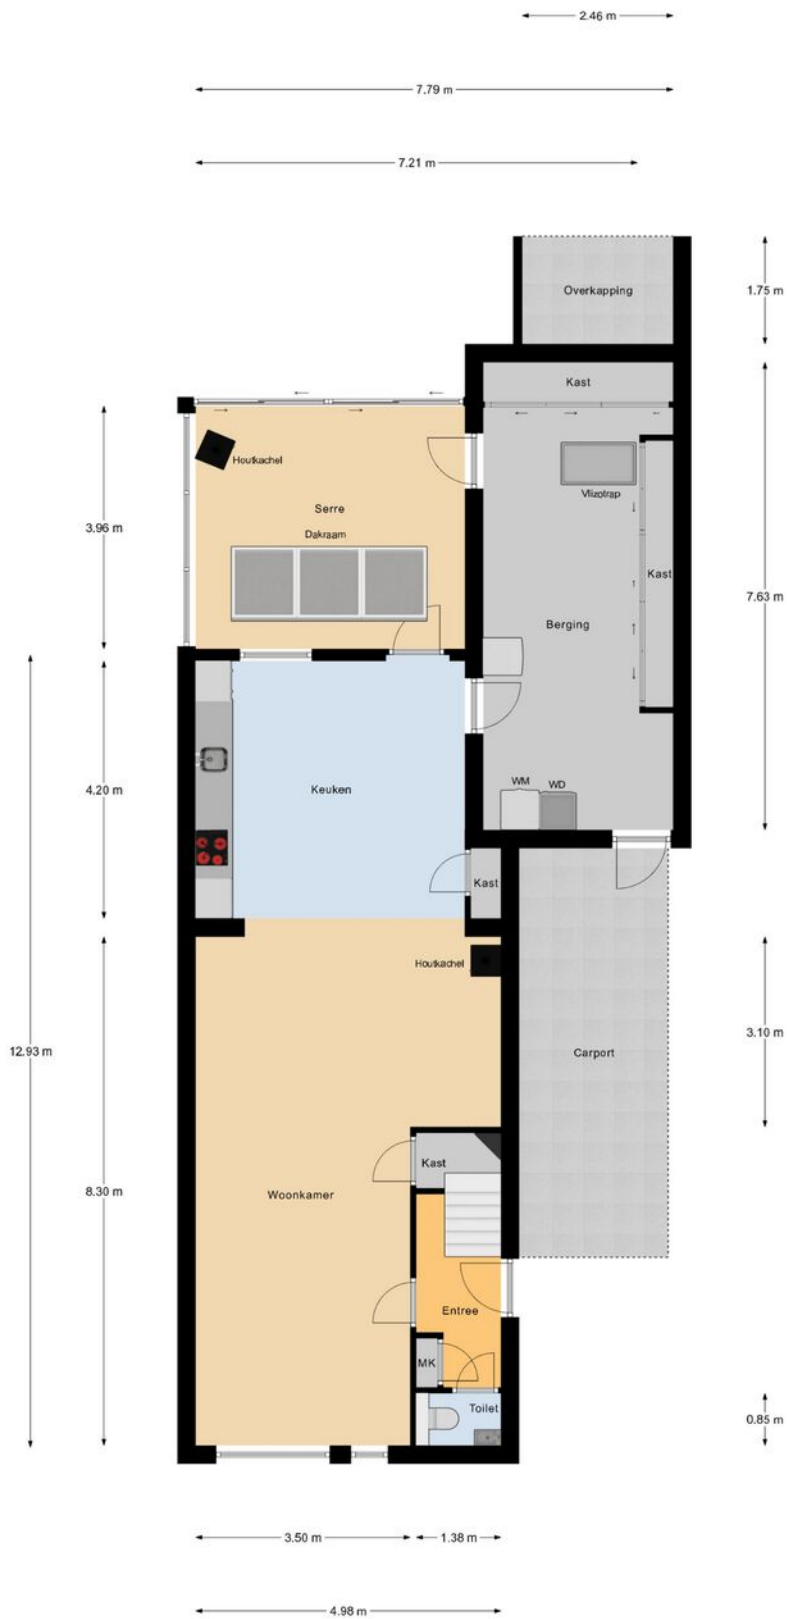 2.46 m
7.79 m
7.21 m
Overkapping
1.75 m
Kast
Houtkachel
Vlizotrap
Serre
3.96 m
Dakraam
Kast
7.63 m
Berging
WM
WD
4.20 m
Keuken
Kast
Houtkachel
3.10 m
12.93 m
Carport
Kast
8.30 m
Woonkamer
Entree
MK
Toilet
0.85 m
3.50 m
1.38 m
4.98 m